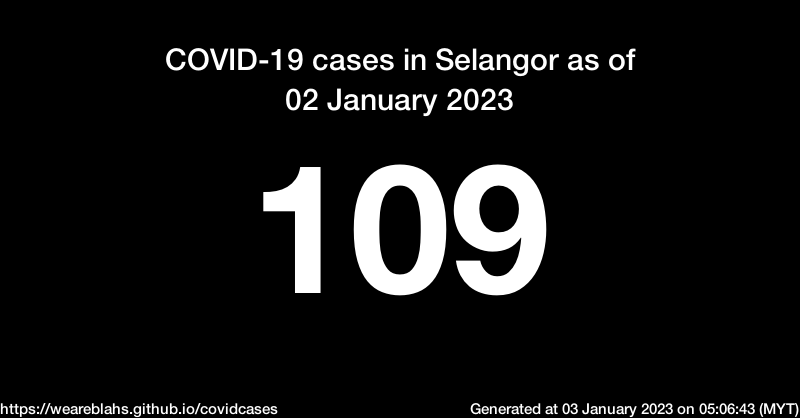 COVID-19 cases in Selangor as of
02 January 2023
109
https://weareblahs.github.io/covidcases
Generated at 03 January 2023 on 05:06:43 (MYT)